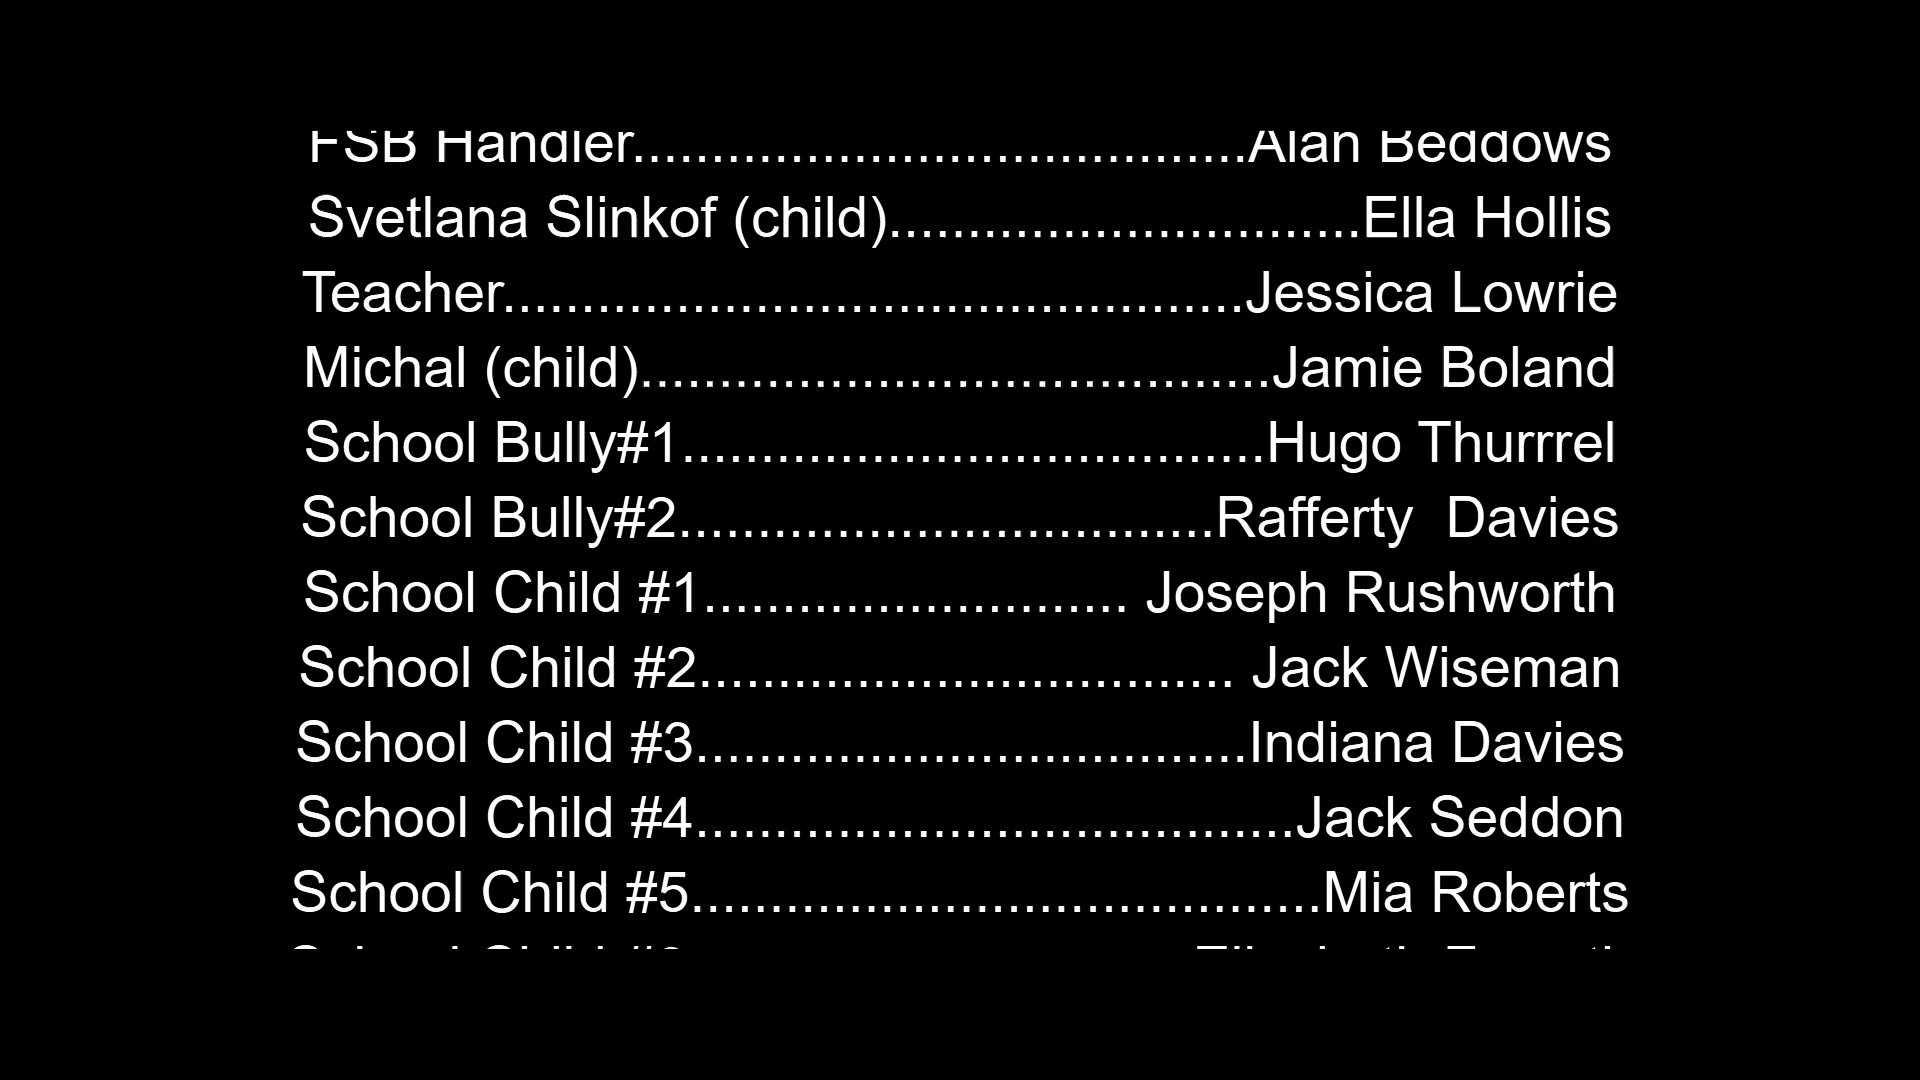 FSB Handler.......................................Alan Beddows
Svetlana Slinkof (child)..............................Ella Hollis
Teacher...............................................Jessica Lowrie
Michal (child)........................................Jamie Boland
School Bully#1.....................................Hugo Thurrrel
School Bully#2..................................Rafferty  Davies
School Child #1........................... Joseph Rushworth
School Child #2.................................. Jack Wiseman
School Child #3...................................Indiana Davies
School Child #4......................................Jack Seddon
School Child #5........................................Mia Roberts
School Child